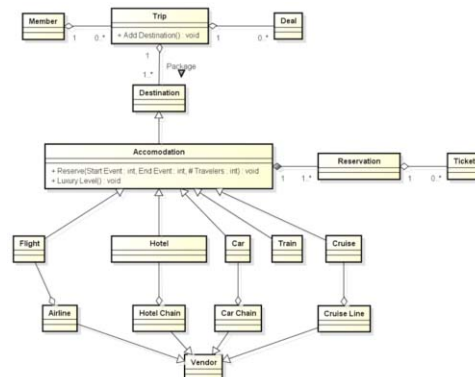 Member
Trip
Deal
+ Add Destination() : void
1
0..*
1
0..*
1
Package
1..*
Destination
Accomodation
+ Reserve(Start Event : int, End Event : int, # Travelers : int) : void
+ Luxury Level() : void
1
1..*
Reservation
1
0..*
Ticket
Flight
Hotel
Car
Train
Cruise
Airline
Hotel Chain
Car Chain
Cruise Line
Vendor